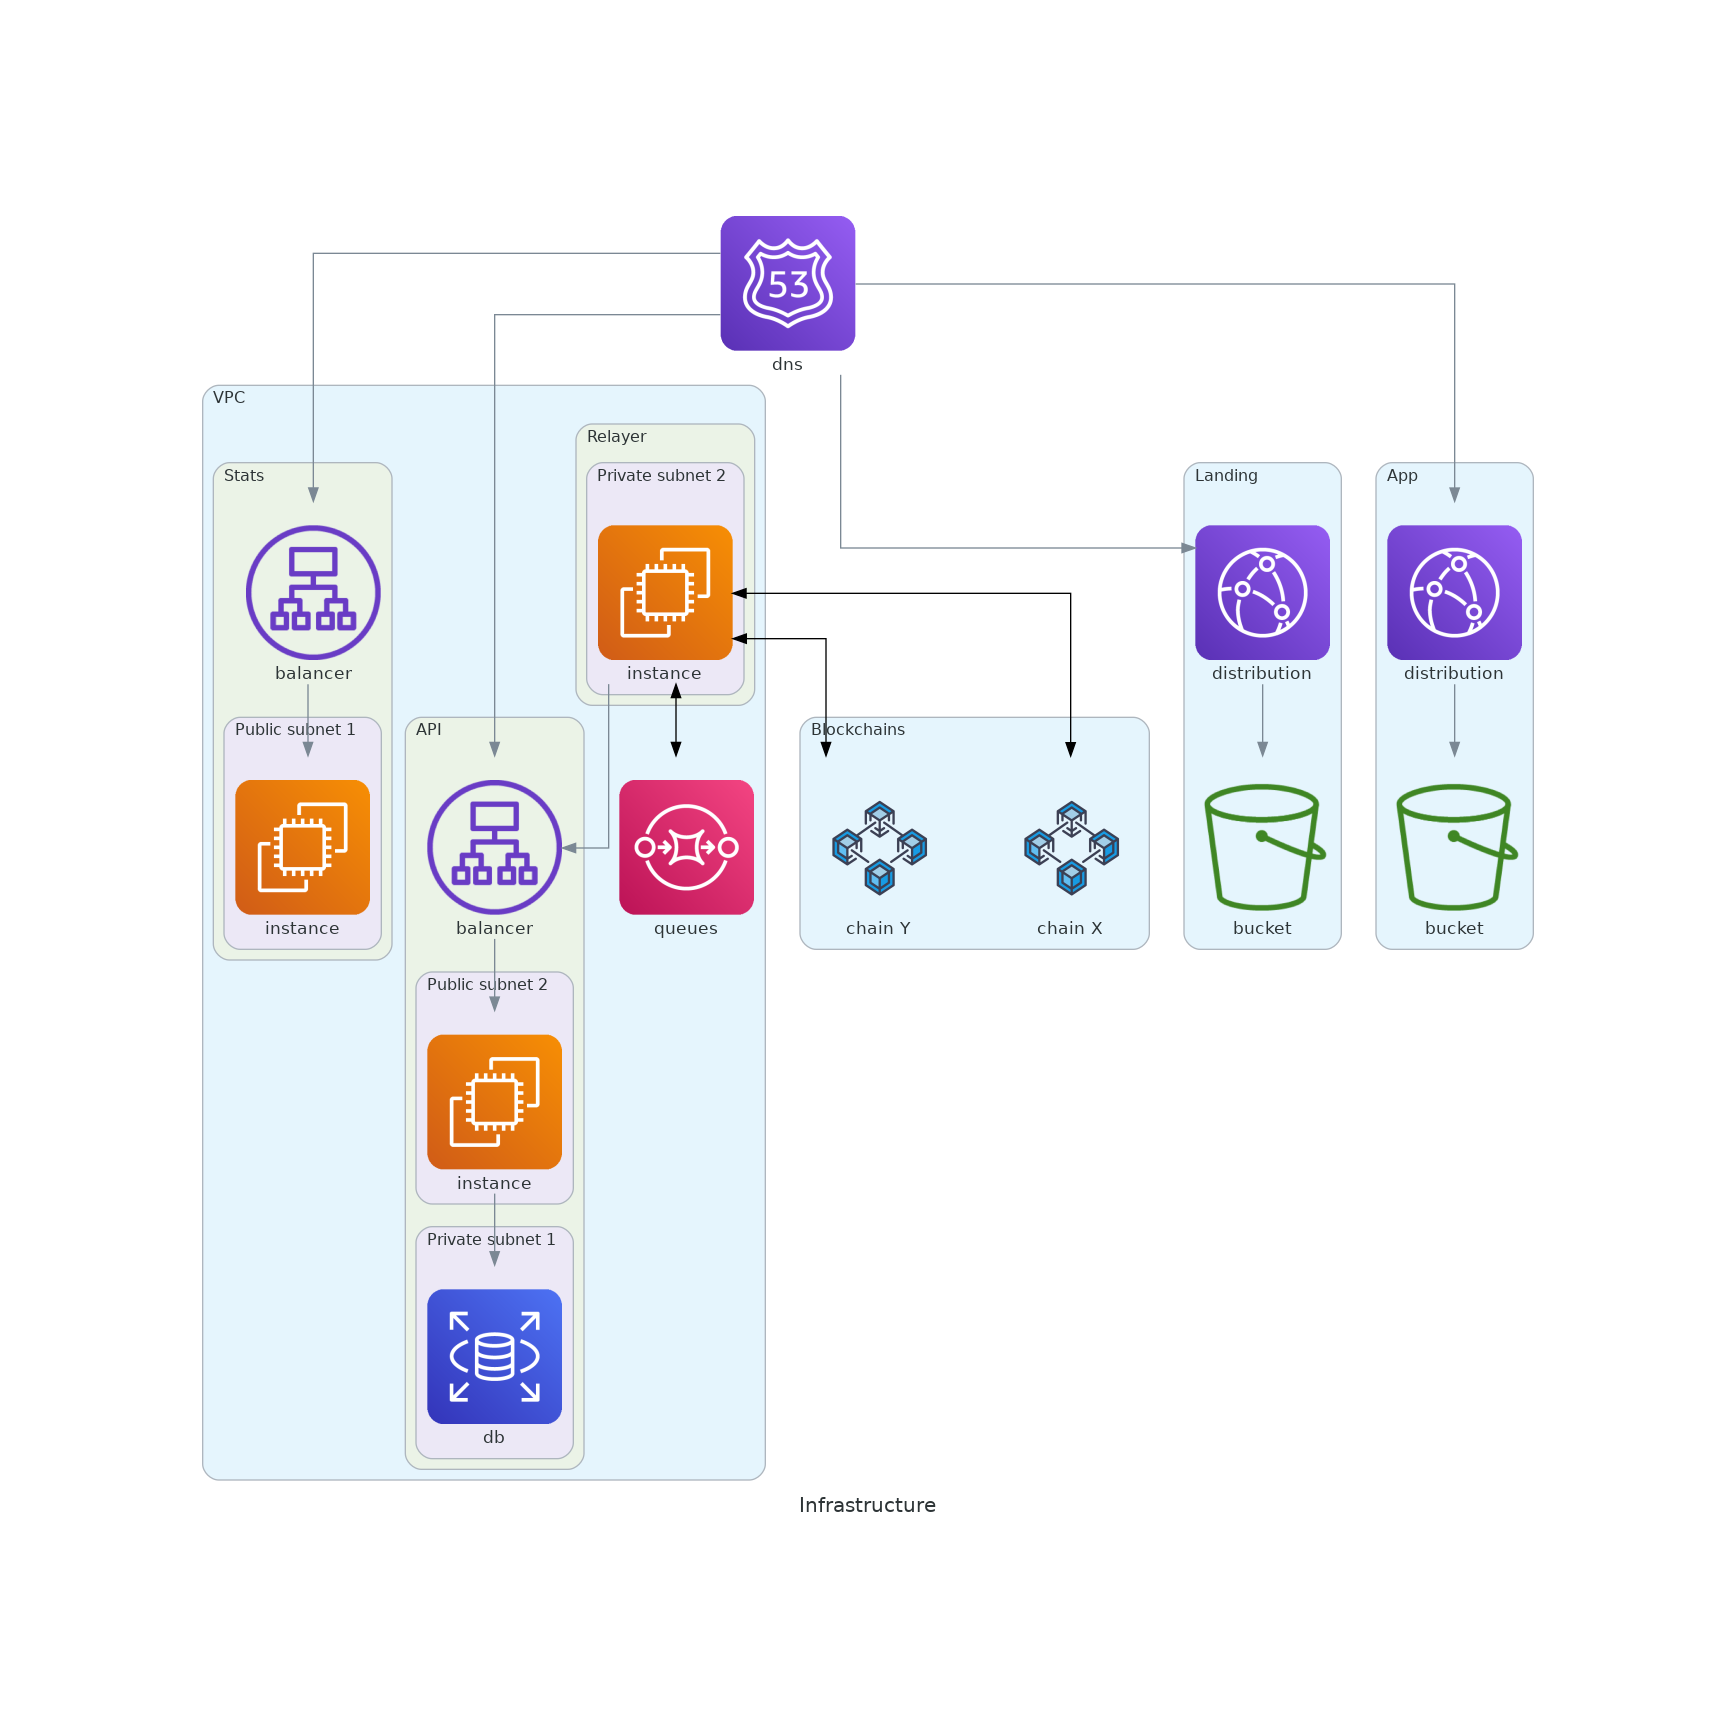 53
dns
VPC
Relayer
Stats
Private subnet 2
Landing
App
balancer
instance
distribution
distribution
Public subnet 1
API
Blockchains
instance
balancer
queues
chain Y
chain X
bucket
bucket
Public subnet 2
instance
Private subnet 1
db
Infrastructure